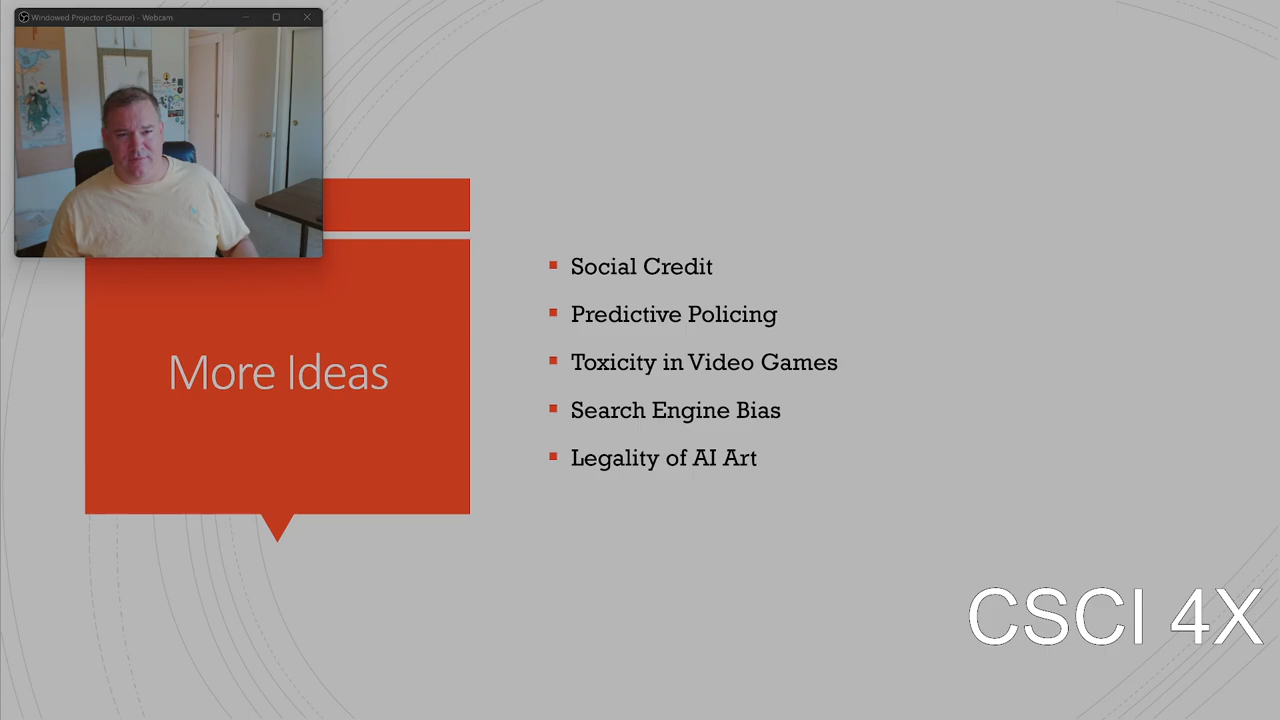 Windowed Projector (Source) - Webcam
More Ideas
Social Credit
Predictive Policing
Toxicity in Video Games
Search Engine Bias
Legality of AI Art
CSCI 4X